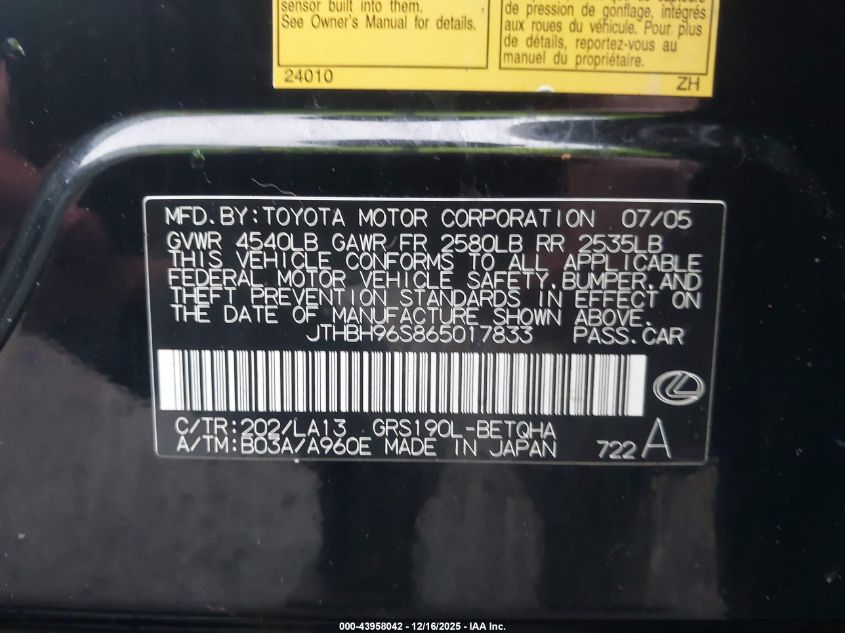 sensor built into them.
See Owner's Manual for details.
24010
de pression de gonflage, intégrés
aux roues du véhicule. Pour plus
de détails, reportez-vous au
manuel du propriétaire.
ZH
MFD.BY:TOYOTA MOTOR CORPORATION 07/05
GVWR 4540LB GAWR FR 2580LB RR 2535LB
THIS VEHICLE CONFORMS TO ALL APPLICABLE
FEDERAL MOTOR VEHICLE SAFETY,BUMPER,AND
THEFT PREVENTION STANDARDS IN EFFECT ON
THE DATE OF MANUFACTURE SHOWN ABOVE.
JTHBH96S865017833 PASS.CAR
C/TR:202/LA13 GRS190L-BETQHA
A/TM:B03A/A960E MADE IN JAPAN 722A
000-43958042 - 12/16/2025 - IAA Inc.